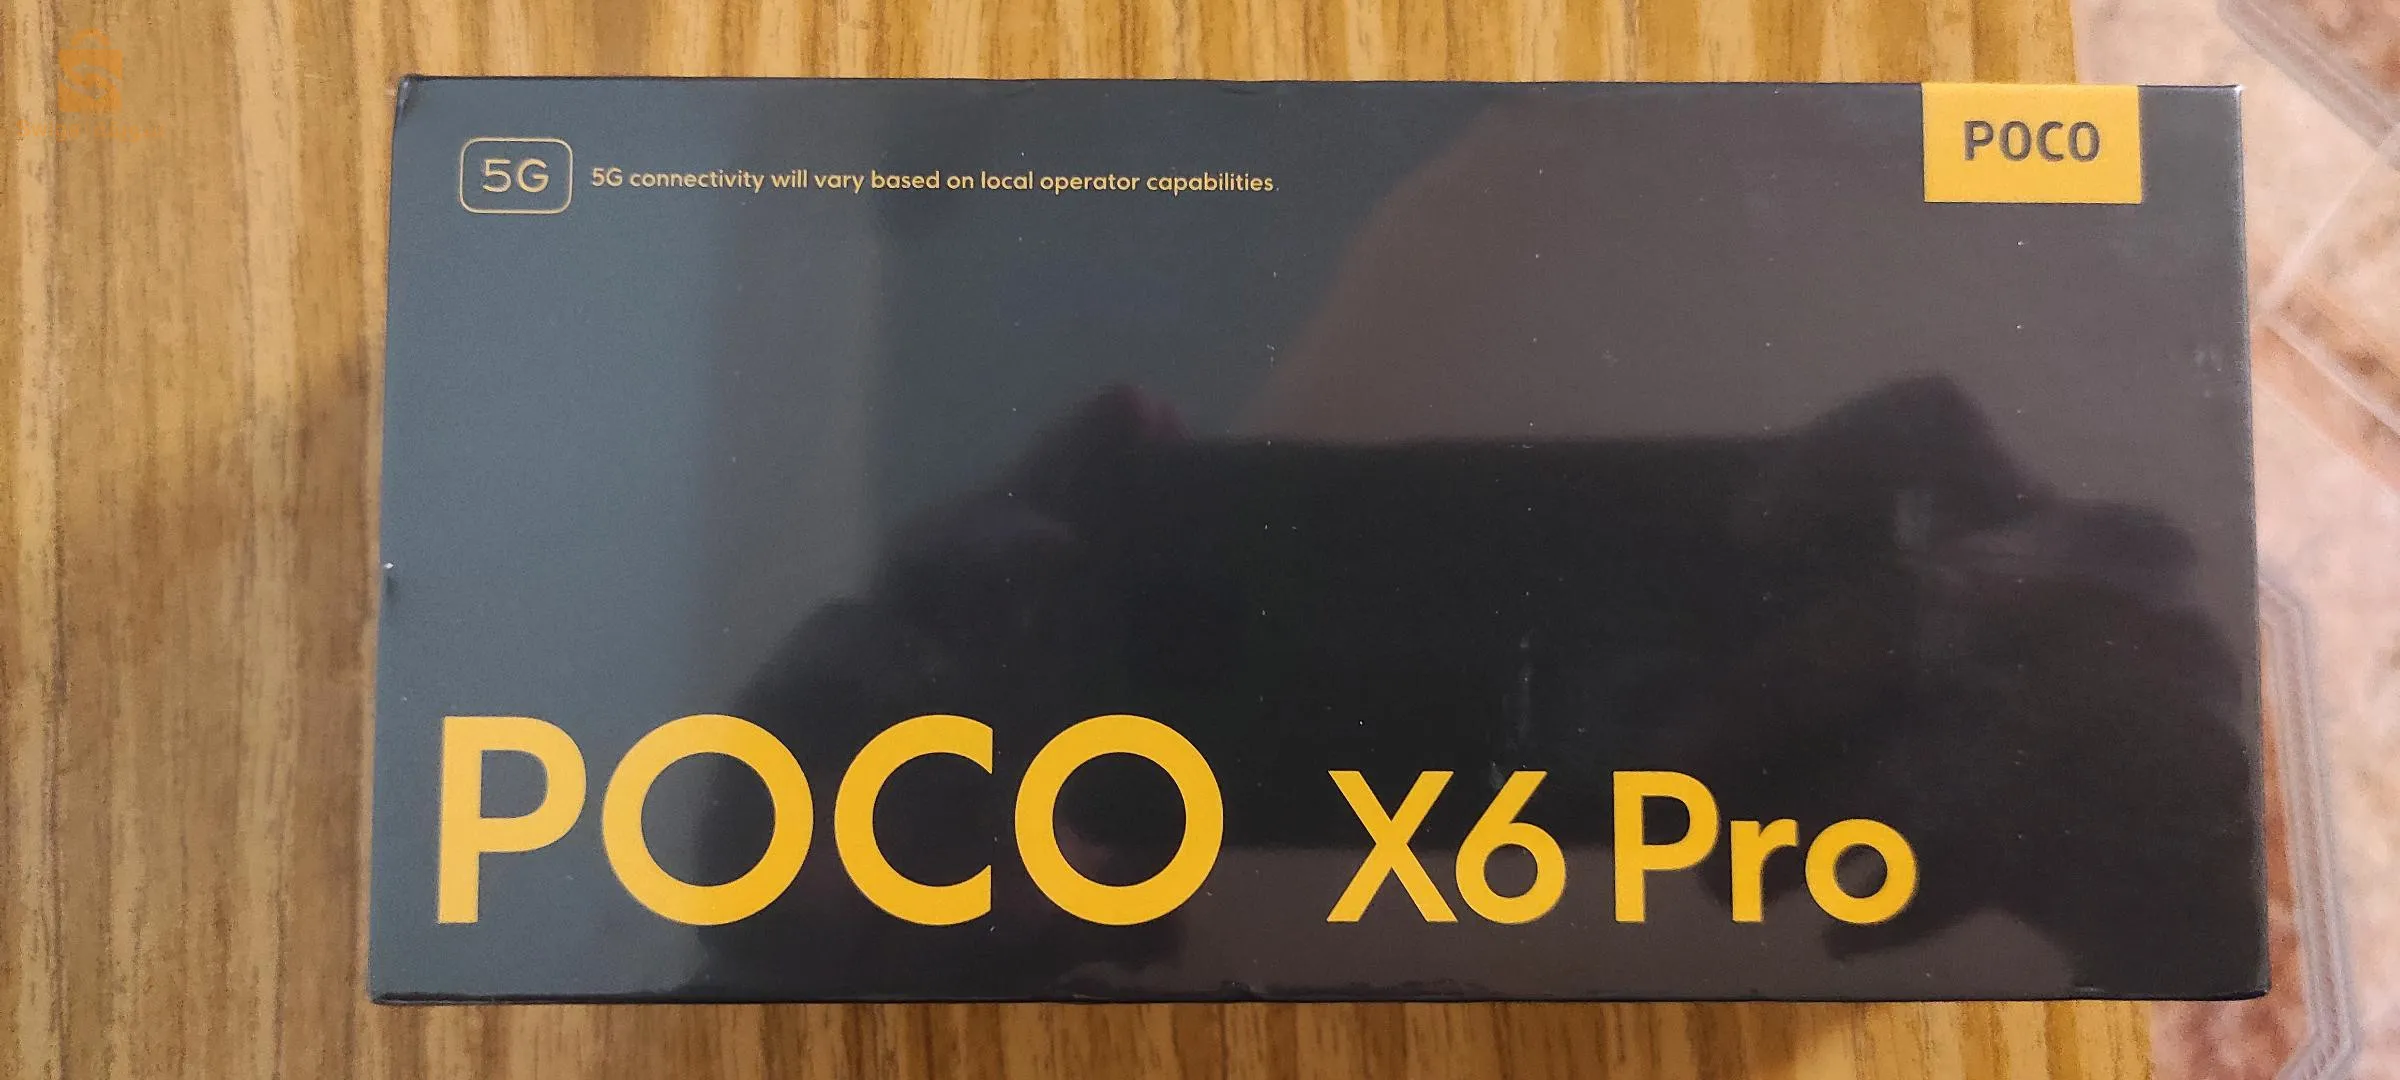 5G
5G connectivity will vary based on local operator capabilities.
POCO
POCO X6 Pro